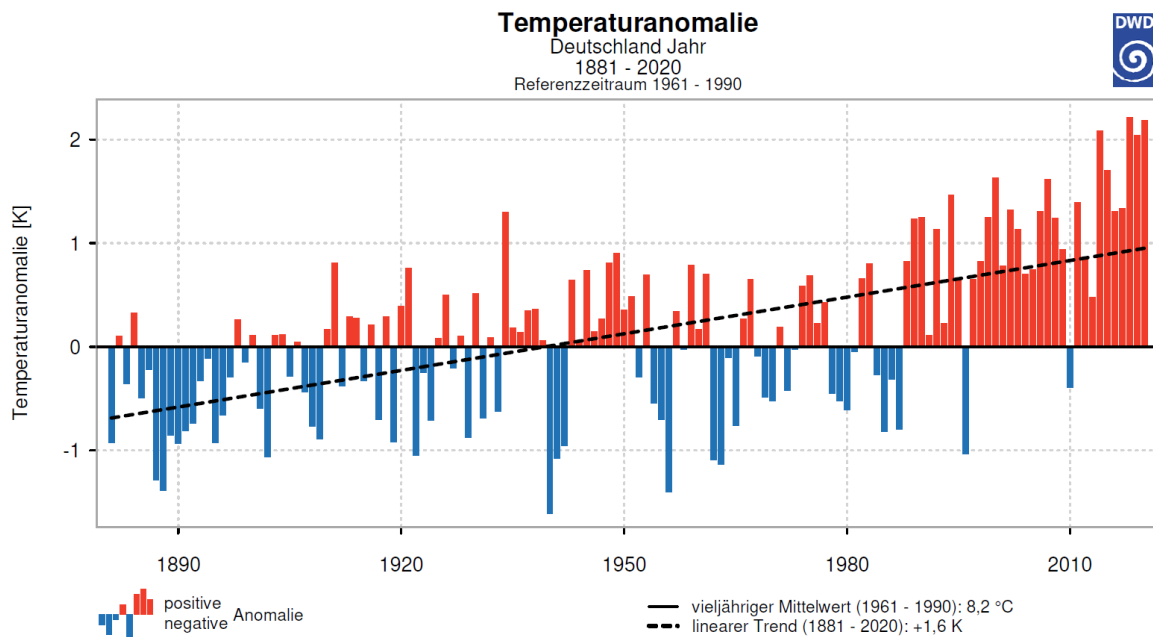 Temperaturanomalie
Deutschland Jahr
1881 - 2020
Referenzzeitraum 1961 - 1990
DWD
Temperaturanomalie [K]
2
1
0
-1
1890 1920 1950 1980 2010
positive
negative
Anomalie
vieljähriger Mittelwert (1961 - 1990): 8,2 °C
linearer Trend (1881 - 2020): +1,6 K